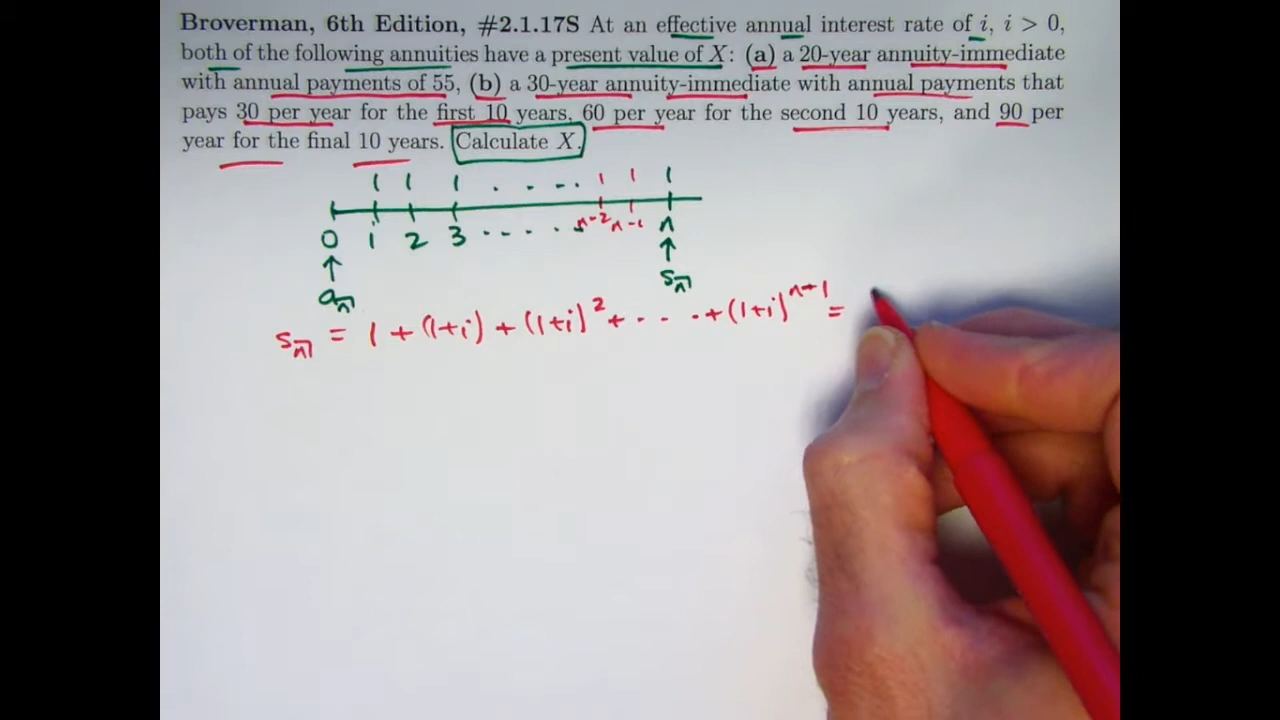 Broverman, 6th Edition, #2.1.17S At an effective annual interest rate of i, i > 0,
both of the following annuities have a present value of X: (a) a 20-year annuity-immediate
with annual payments of 55, (b) a 30-year annuity-immediate with annual payments that
pays 30 per year for the first 10 years, 60 per year for the second 10 years, and 90 per
year for the final 10 years. Calculate X.
1 1 1 . . . . 1 1 1
0 1 2 3 . . . . . n-2 n-1 n
a_n⌉ s_n⌉
s_n⌉ = 1 + (1+i) + (1+i)^2 + . . . + (1+i)^n-1 =